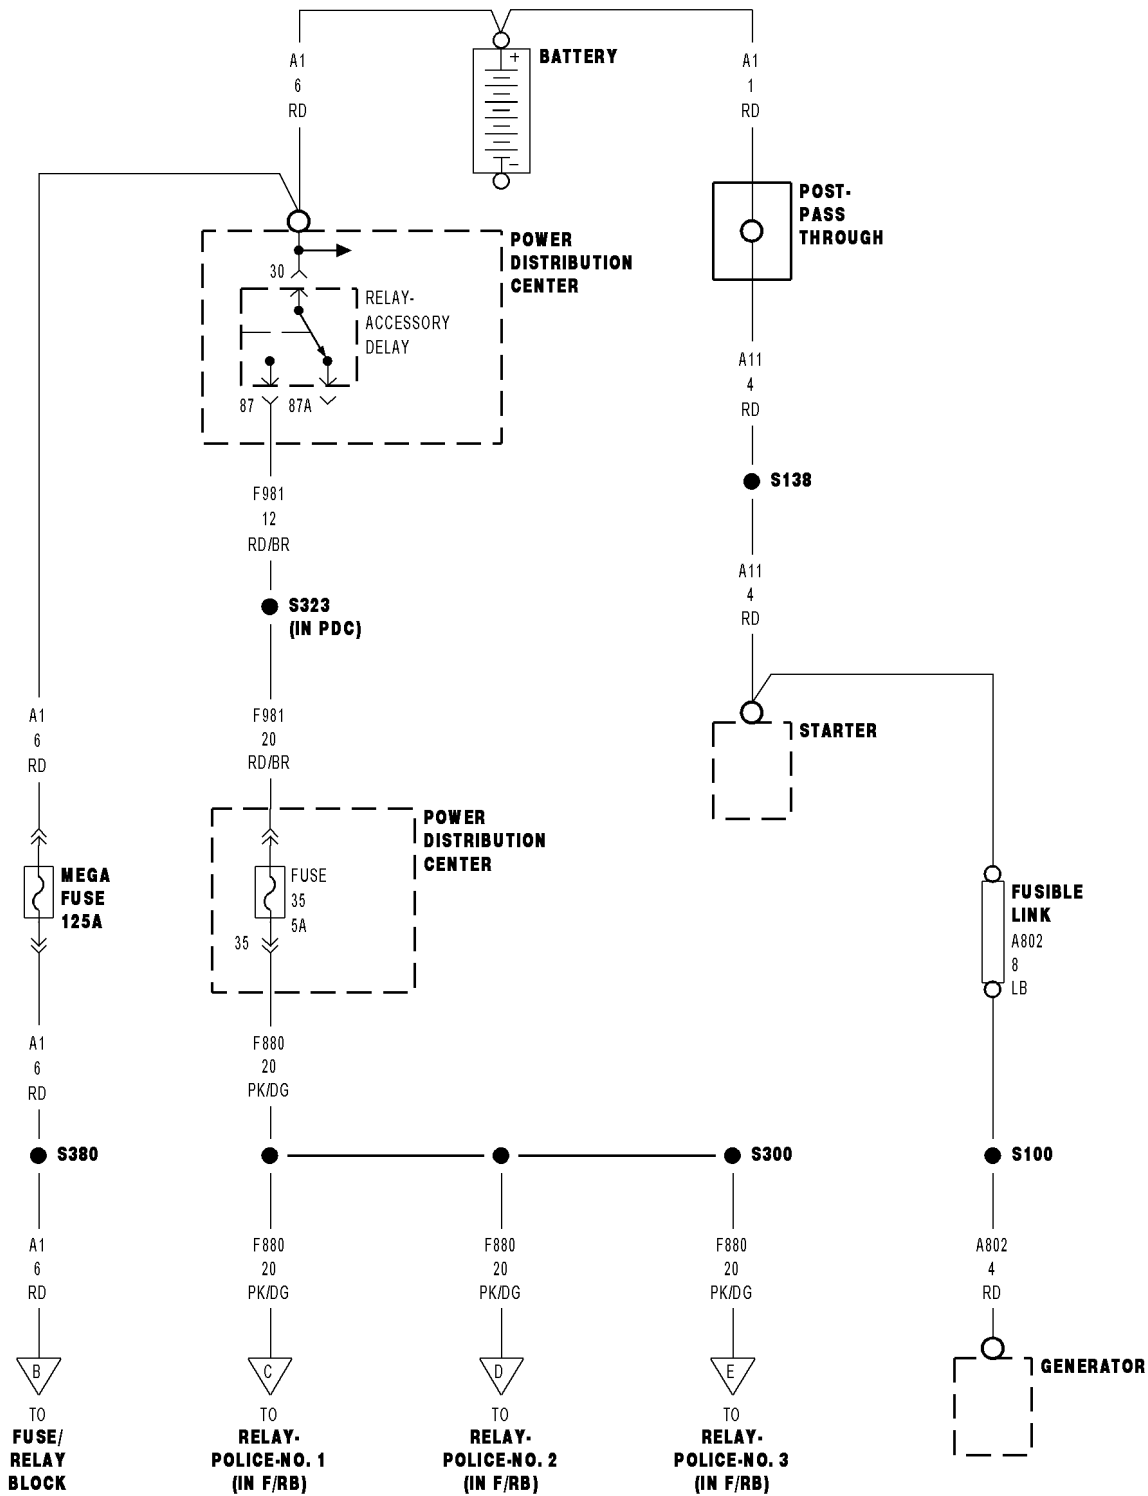 A1
6
RD
BATTERY
+
−
A1
1
RD
POST-
PASS
THROUGH
POWER
DISTRIBUTION
CENTER
30
RELAY-
ACCESSORY
DELAY
87
87A
A11
4
RD
S138
F981
12
RD/BR
A11
4
RD
S323
(IN PDC)
A1
6
RD
F981
20
RD/BR
STARTER
POWER
DISTRIBUTION
CENTER
MEGA
FUSE
125A
FUSE
35
5A
35
FUSIBLE
LINK
A802
8
LB
A1
6
RD
F880
20
PK/DG
S380
S300
S100
A1
6
RD
F880
20
PK/DG
F880
20
PK/DG
F880
20
PK/DG
A802
4
RD
B
C
D
E
GENERATOR
TO
FUSE/
RELAY
BLOCK
TO
RELAY-
POLICE-NO. 1
(IN F/RB)
TO
RELAY-
POLICE-NO. 2
(IN F/RB)
TO
RELAY-
POLICE-NO. 3
(IN F/RB)